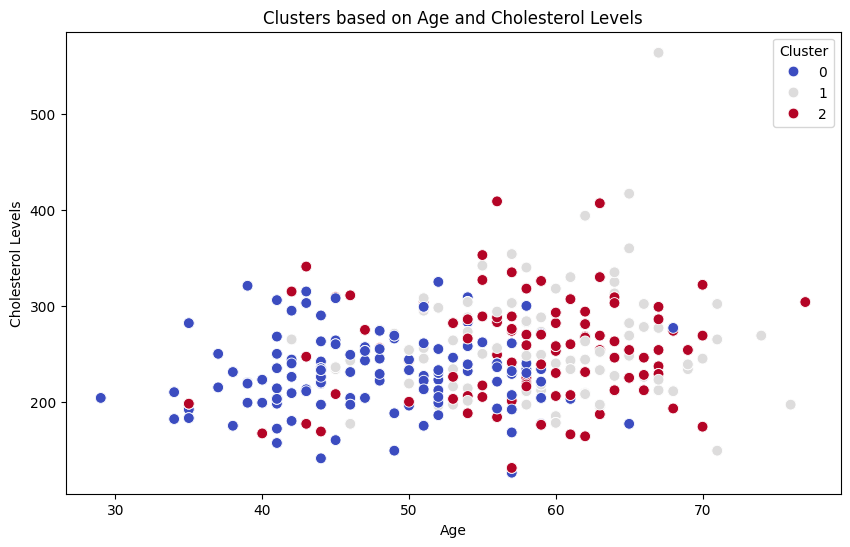 Clusters based on Age and Cholesterol Levels
Cluster
0
1
2
500
400
300
200
Cholesterol Levels
30 40 50 60 70
Age